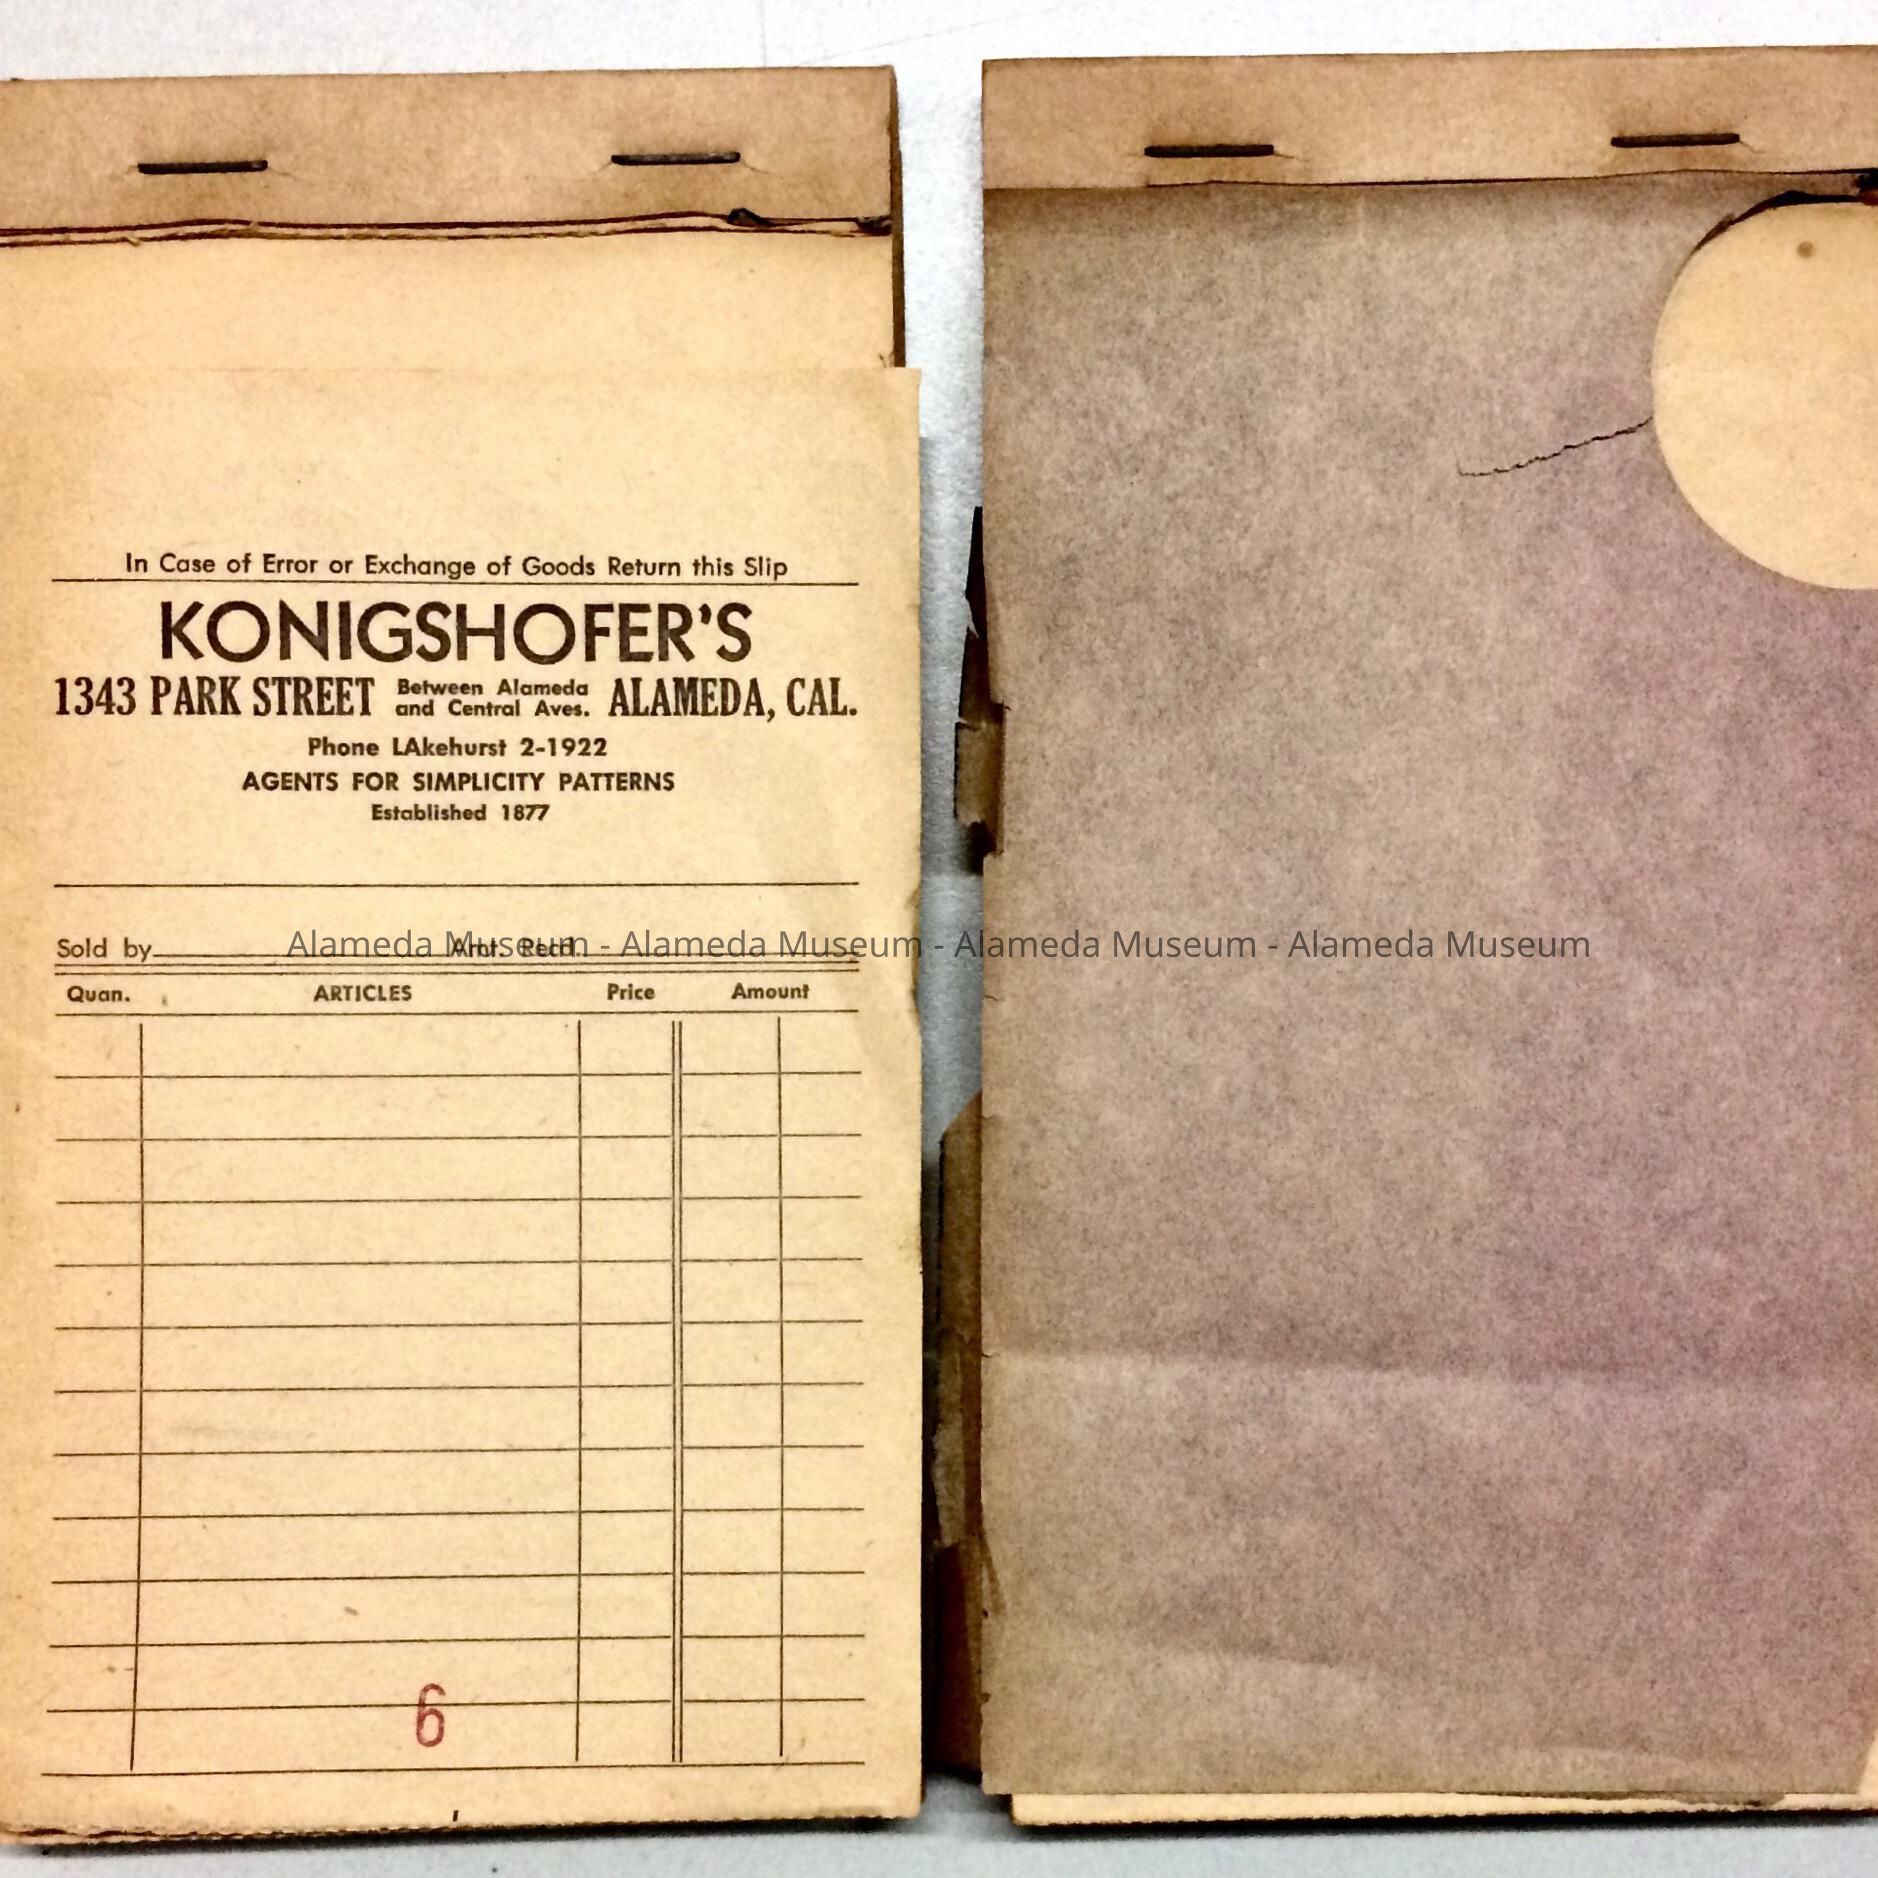 In Case of Error or Exchange of Goods Return this Slip
KONIGSHOFER'S
1343 PARK STREET Between Alameda and Central Aves. ALAMEDA, CAL.
Phone LAkehurst 2-1922
AGENTS FOR SIMPLICITY PATTERNS
Established 1877
Sold by Amt. Rec'd.
Alameda Museum - Alameda Museum - Alameda Museum - Alameda Museum
Quan. ARTICLES Price Amount
6